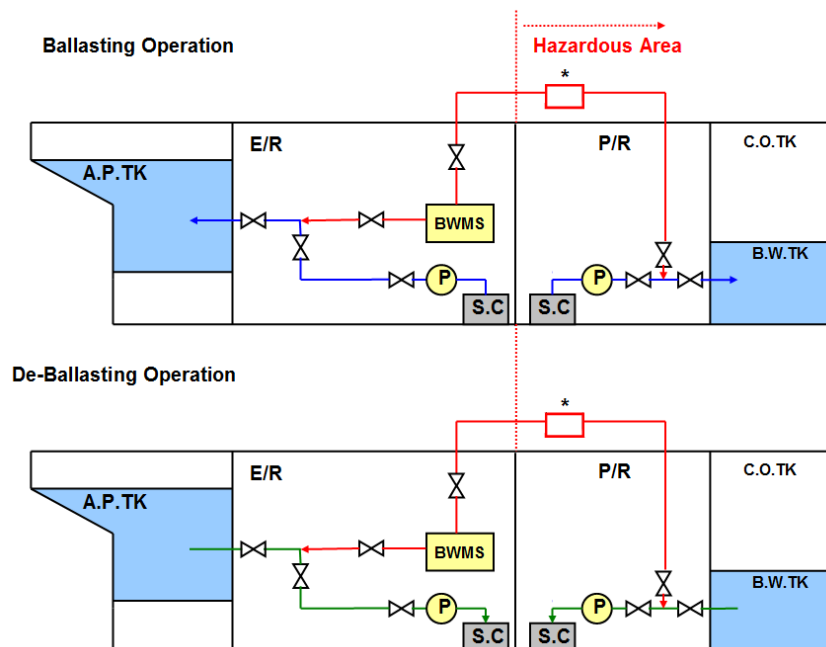 Ballasting Operation
Hazardous Area
*
E/R
P/R
C.O.TK
A.P.TK
BWMS
B.W.TK
P
P
S.C
S.C
De-Ballasting Operation
*
E/R
P/R
C.O.TK
A.P.TK
BWMS
B.W.TK
P
P
S.C
S.C